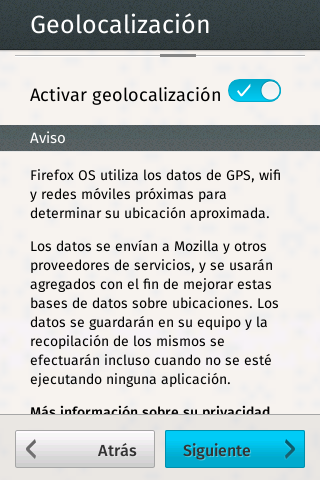 Geolocalización
Activar geolocalización
Aviso
Firefox OS utiliza los datos de GPS, wifi
y redes móviles próximas para
determinar su ubicación aproximada.
Los datos se envían a Mozilla y otros
proveedores de servicios, y se usarán
agregados con el fin de mejorar estas
bases de datos sobre ubicaciones. Los
datos se guardarán en su equipo y la
recopilación de los mismos se
efectuarán incluso cuando no se esté
ejecutando ninguna aplicación.
Más información sobre su privacidad
Atrás
Siguiente